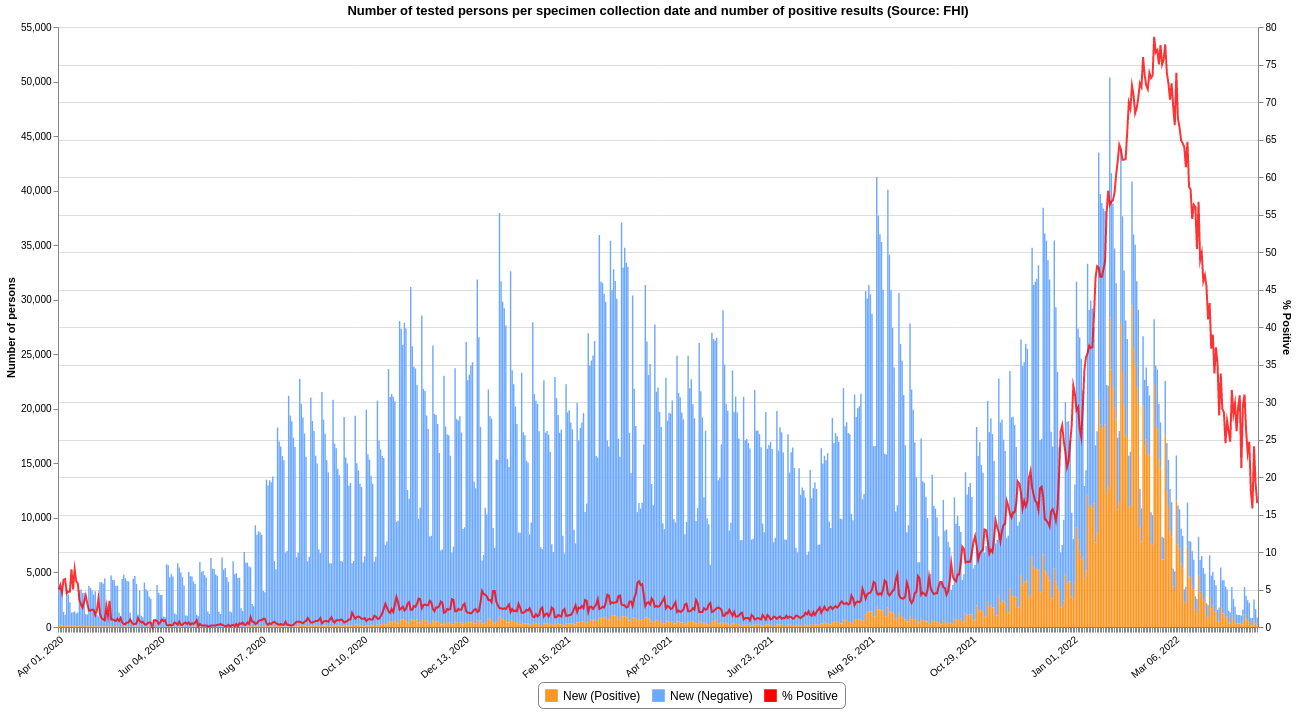 Number of tested persons per specimen collection date and number of positive results (Source: FHI)
55,000
50,000
45,000
40,000
35,000
30,000
25,000
20,000
15,000
10,000
5,000
0
Number of persons
80
75
70
65
60
55
50
45
40
35
30
25
20
15
10
5
0
% Positive
Apr 01, 2020
Jun 04, 2020
Aug 07, 2020
Oct 10, 2020
Dec 13, 2020
Feb 15, 2021
Apr 20, 2021
Jun 23, 2021
Aug 26, 2021
Oct 29, 2021
Jan 01, 2022
Mar 06, 2022
New (Positive) New (Negative) % Positive